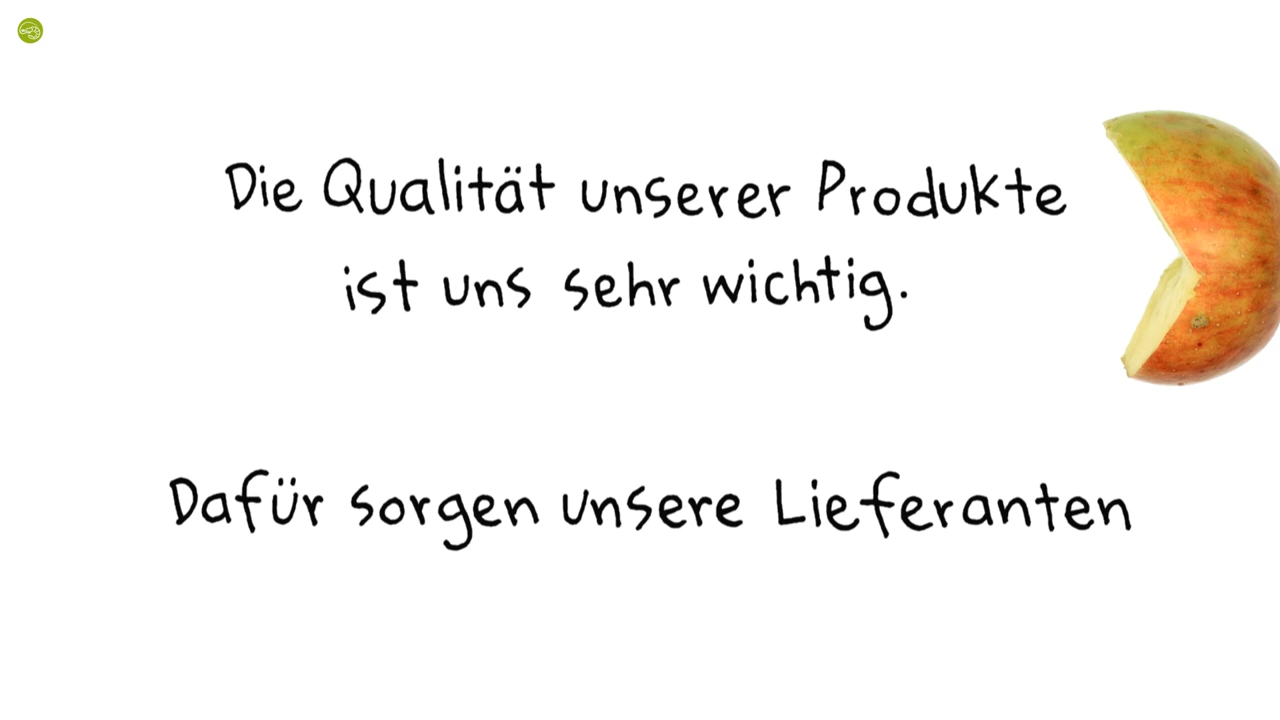 Die Qualität unserer Produkte
ist uns sehr wichtig.
Dafür sorgen unsere Lieferanten